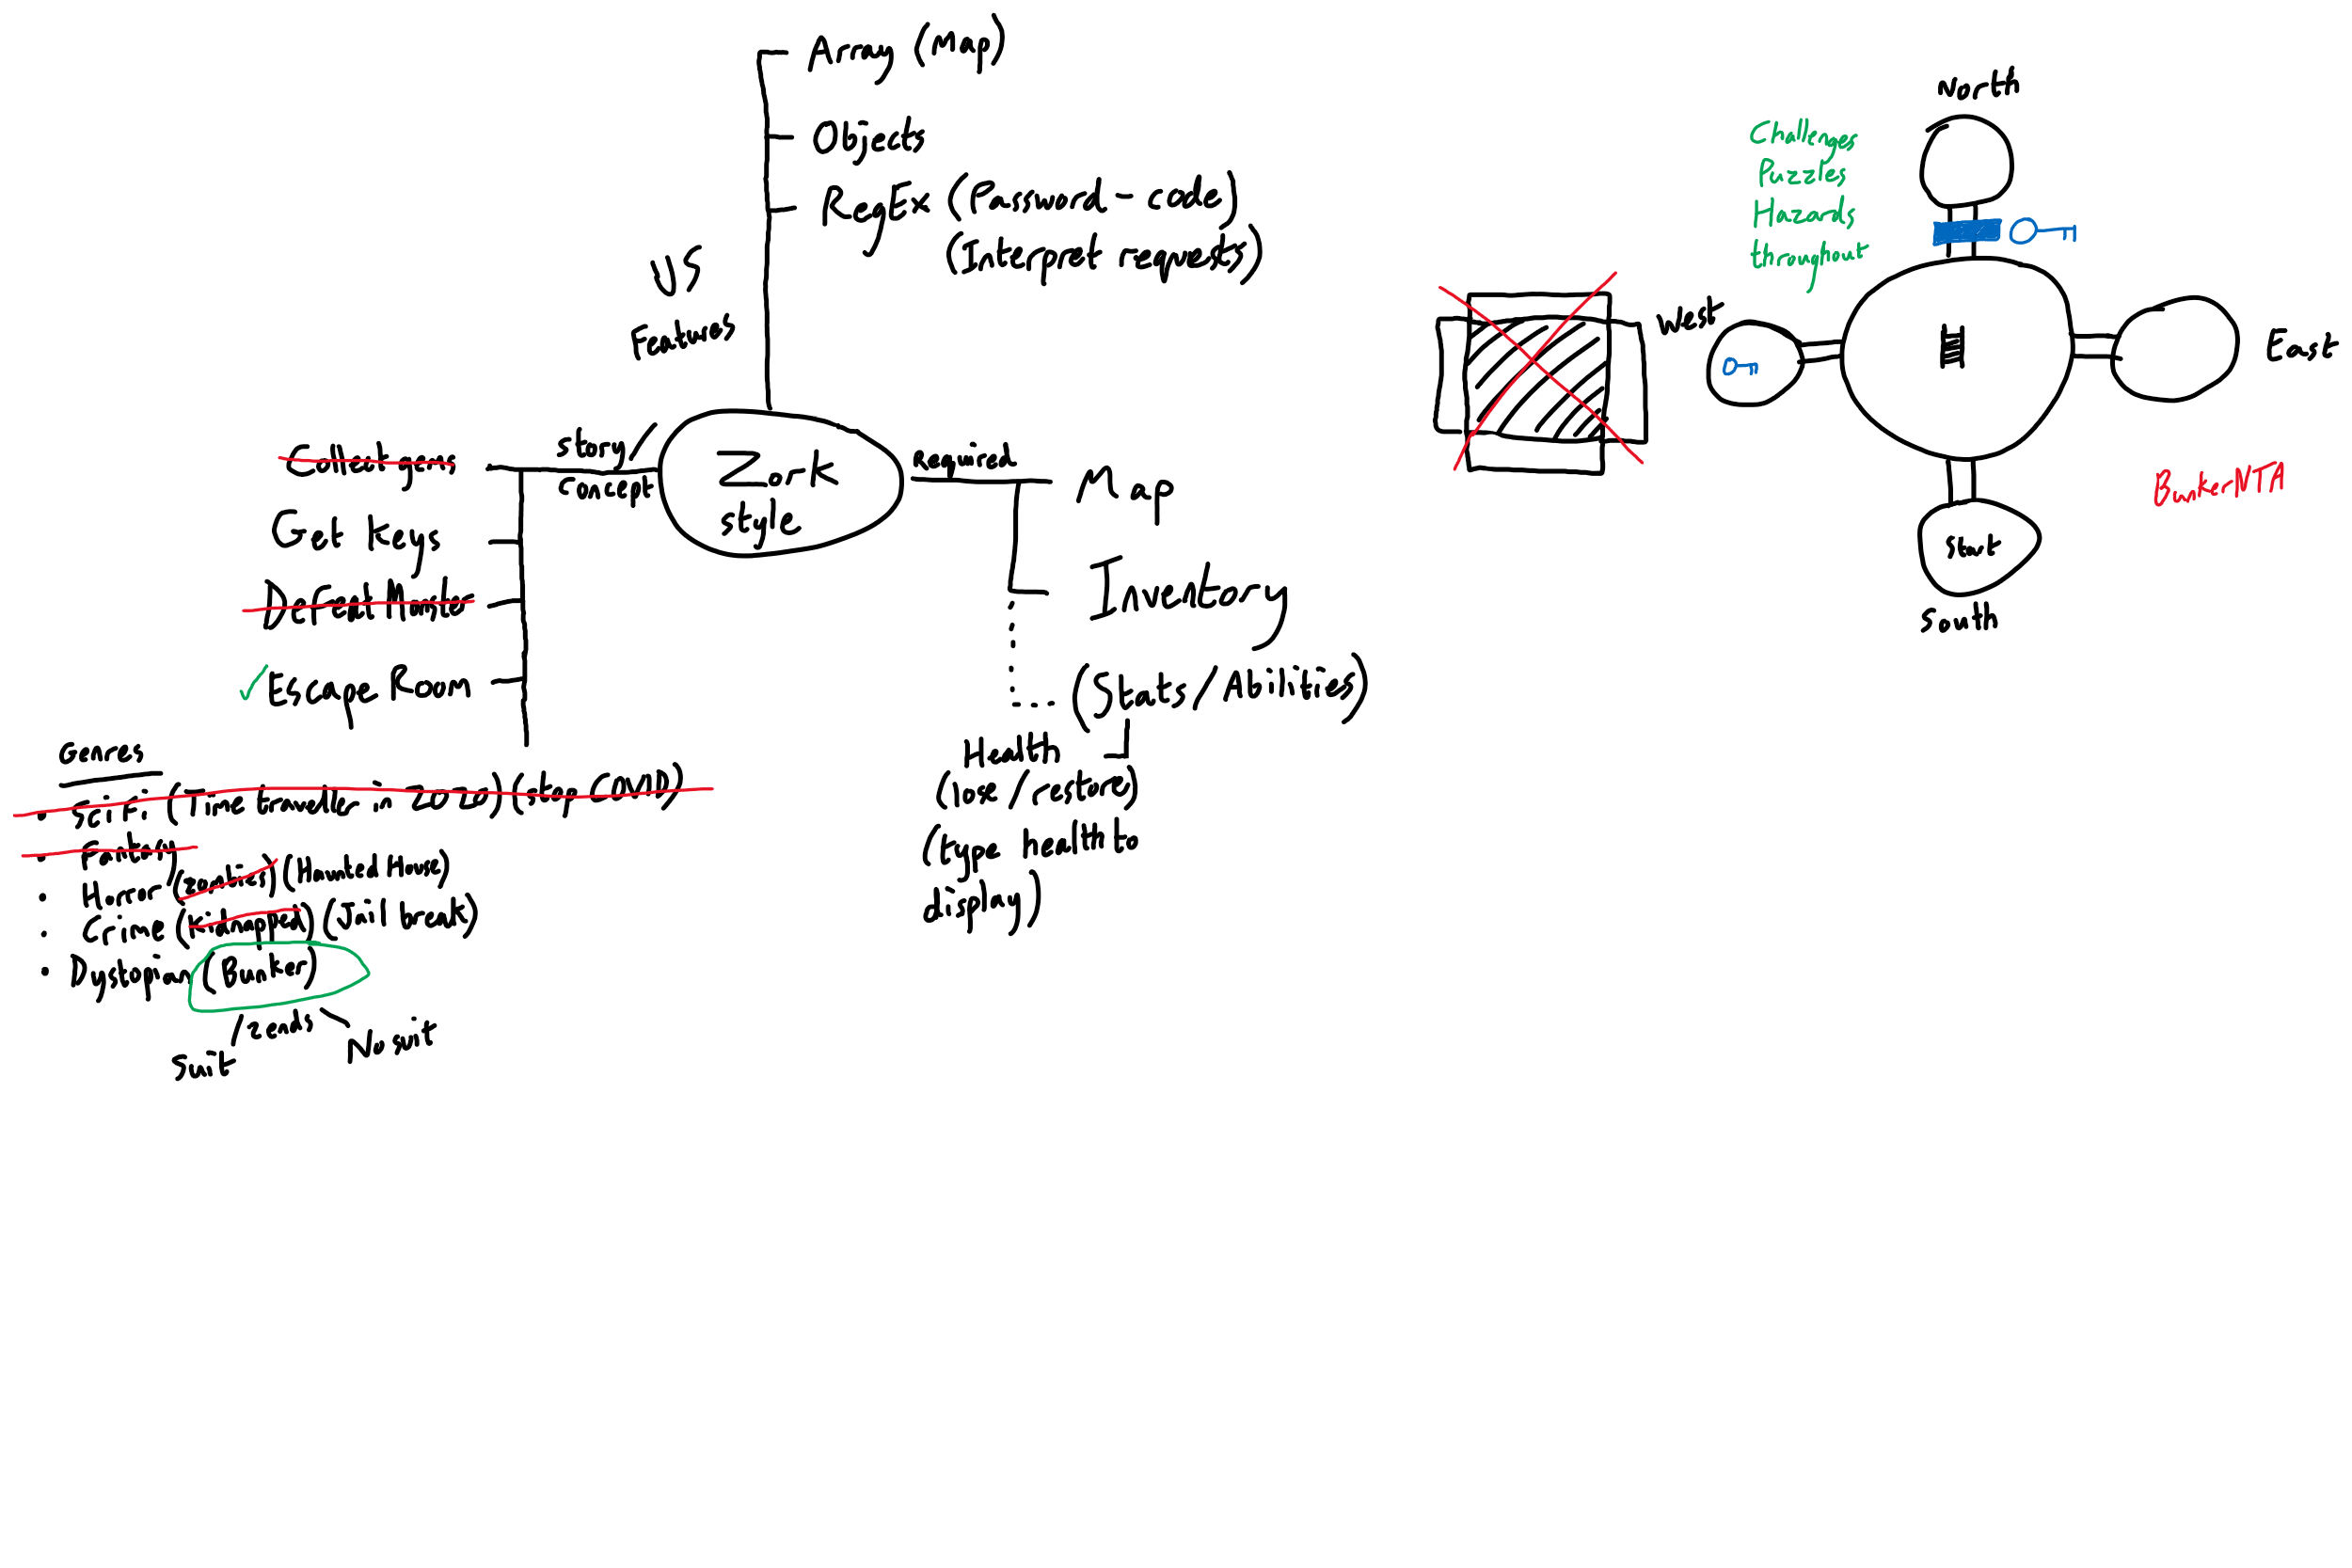 Array (Map)
Objects
RegEx (Password - code)
(Interpret requests)
VS
Features
Zork
style
story /
Concept
Collect gems
Get Keys
Defeat Monster
Escape Room
Required
Map
Inventory
(Stats/Abilities)
Health
(lose/restore)
(type health to
display)
Genres
• SciFi (Time traveller in 2020) (stop COVID)
• Fantasy
• Horror (zombies) (Haunted House)
• Crime (Kidnapped) (Jail break)
• Dystopian (Bunker)
2 ends
Suit
No suit
Challenges
Puzzles
Hazards
throughout
North
West
East
Start
South
BunkerNTA